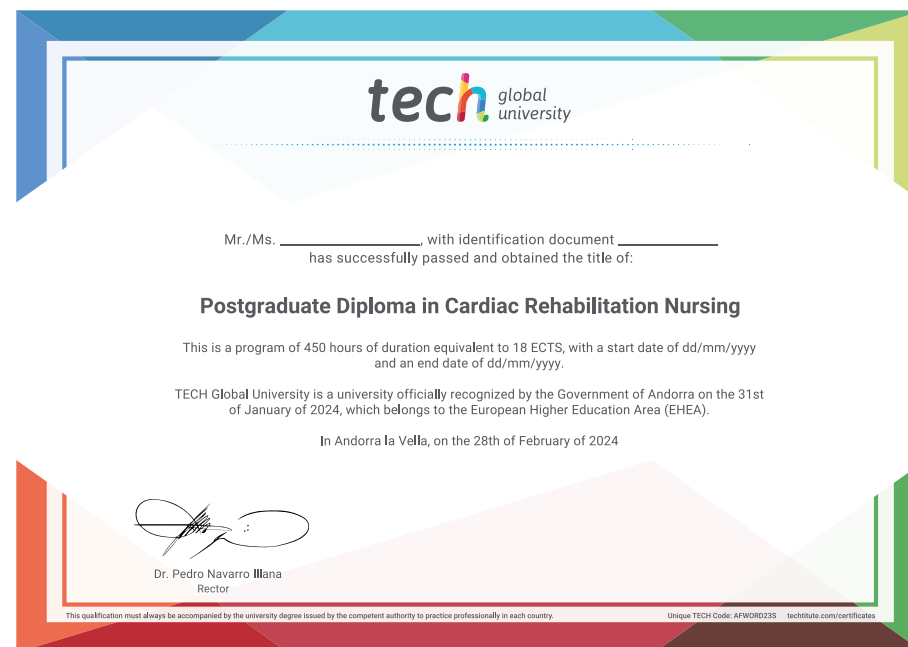 tech global university
Mr./Ms. ____________, with identification document ____________
has successfully passed and obtained the title of:
Postgraduate Diploma in Cardiac Rehabilitation Nursing
This is a program of 450 hours of duration equivalent to 18 ECTS, with a start date of dd/mm/yyyy
and an end date of dd/mm/yyyy.
TECH Global University is a university officially recognized by the Government of Andorra on the 31st
of January of 2024, which belongs to the European Higher Education Area (EHEA).
In Andorra la Vella, on the 28th of February of 2024
Dr. Pedro Navarro Illana
Rector
This qualification must always be accompanied by the university degree issued by the competent authority to practice professionally in each country.
Unique TECH Code: AFWORD23S techtitute.com/certificates